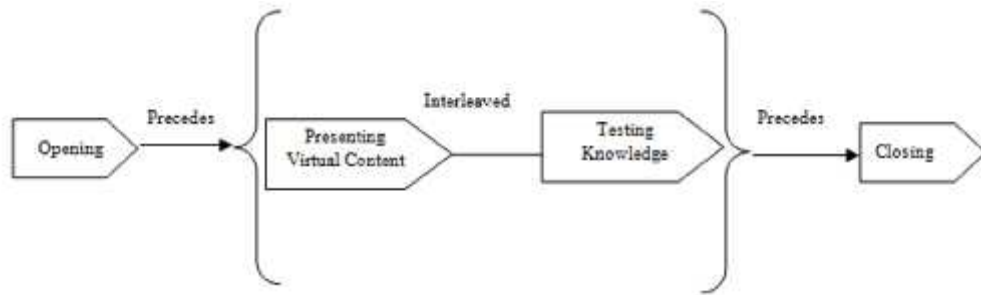 Opening
Precedes
Presenting
Virtual Content
Interleaved
Testing
Knowledge
Precedes
Closing